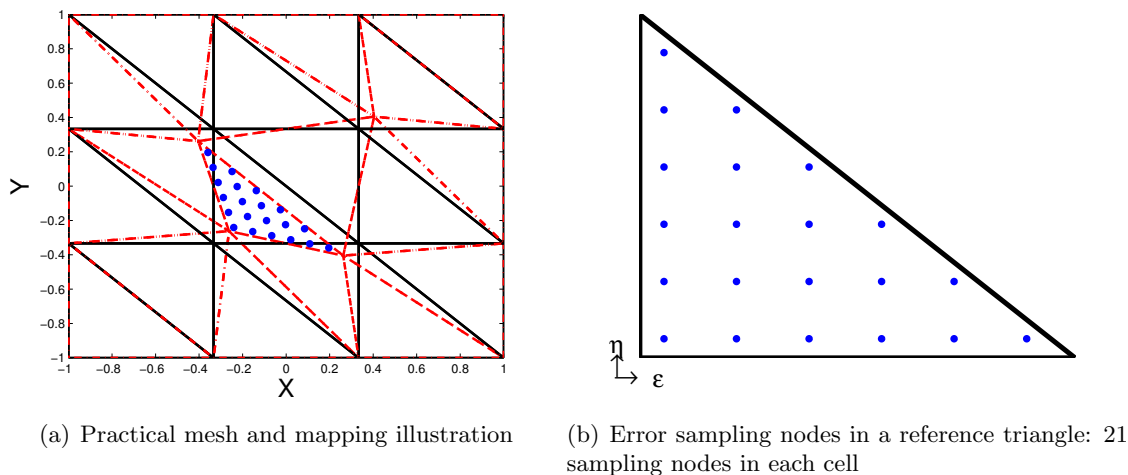 1
0.8
0.6
0.4
0.2
0
−0.2
−0.4
−0.6
−0.8
−1
Y
−1 −0.8 −0.6 −0.4 −0.2 0 0.2 0.4 0.6 0.8 1
X
η
ε
(a) Practical mesh and mapping illustration
(b) Error sampling nodes in a reference triangle: 21
sampling nodes in each cell